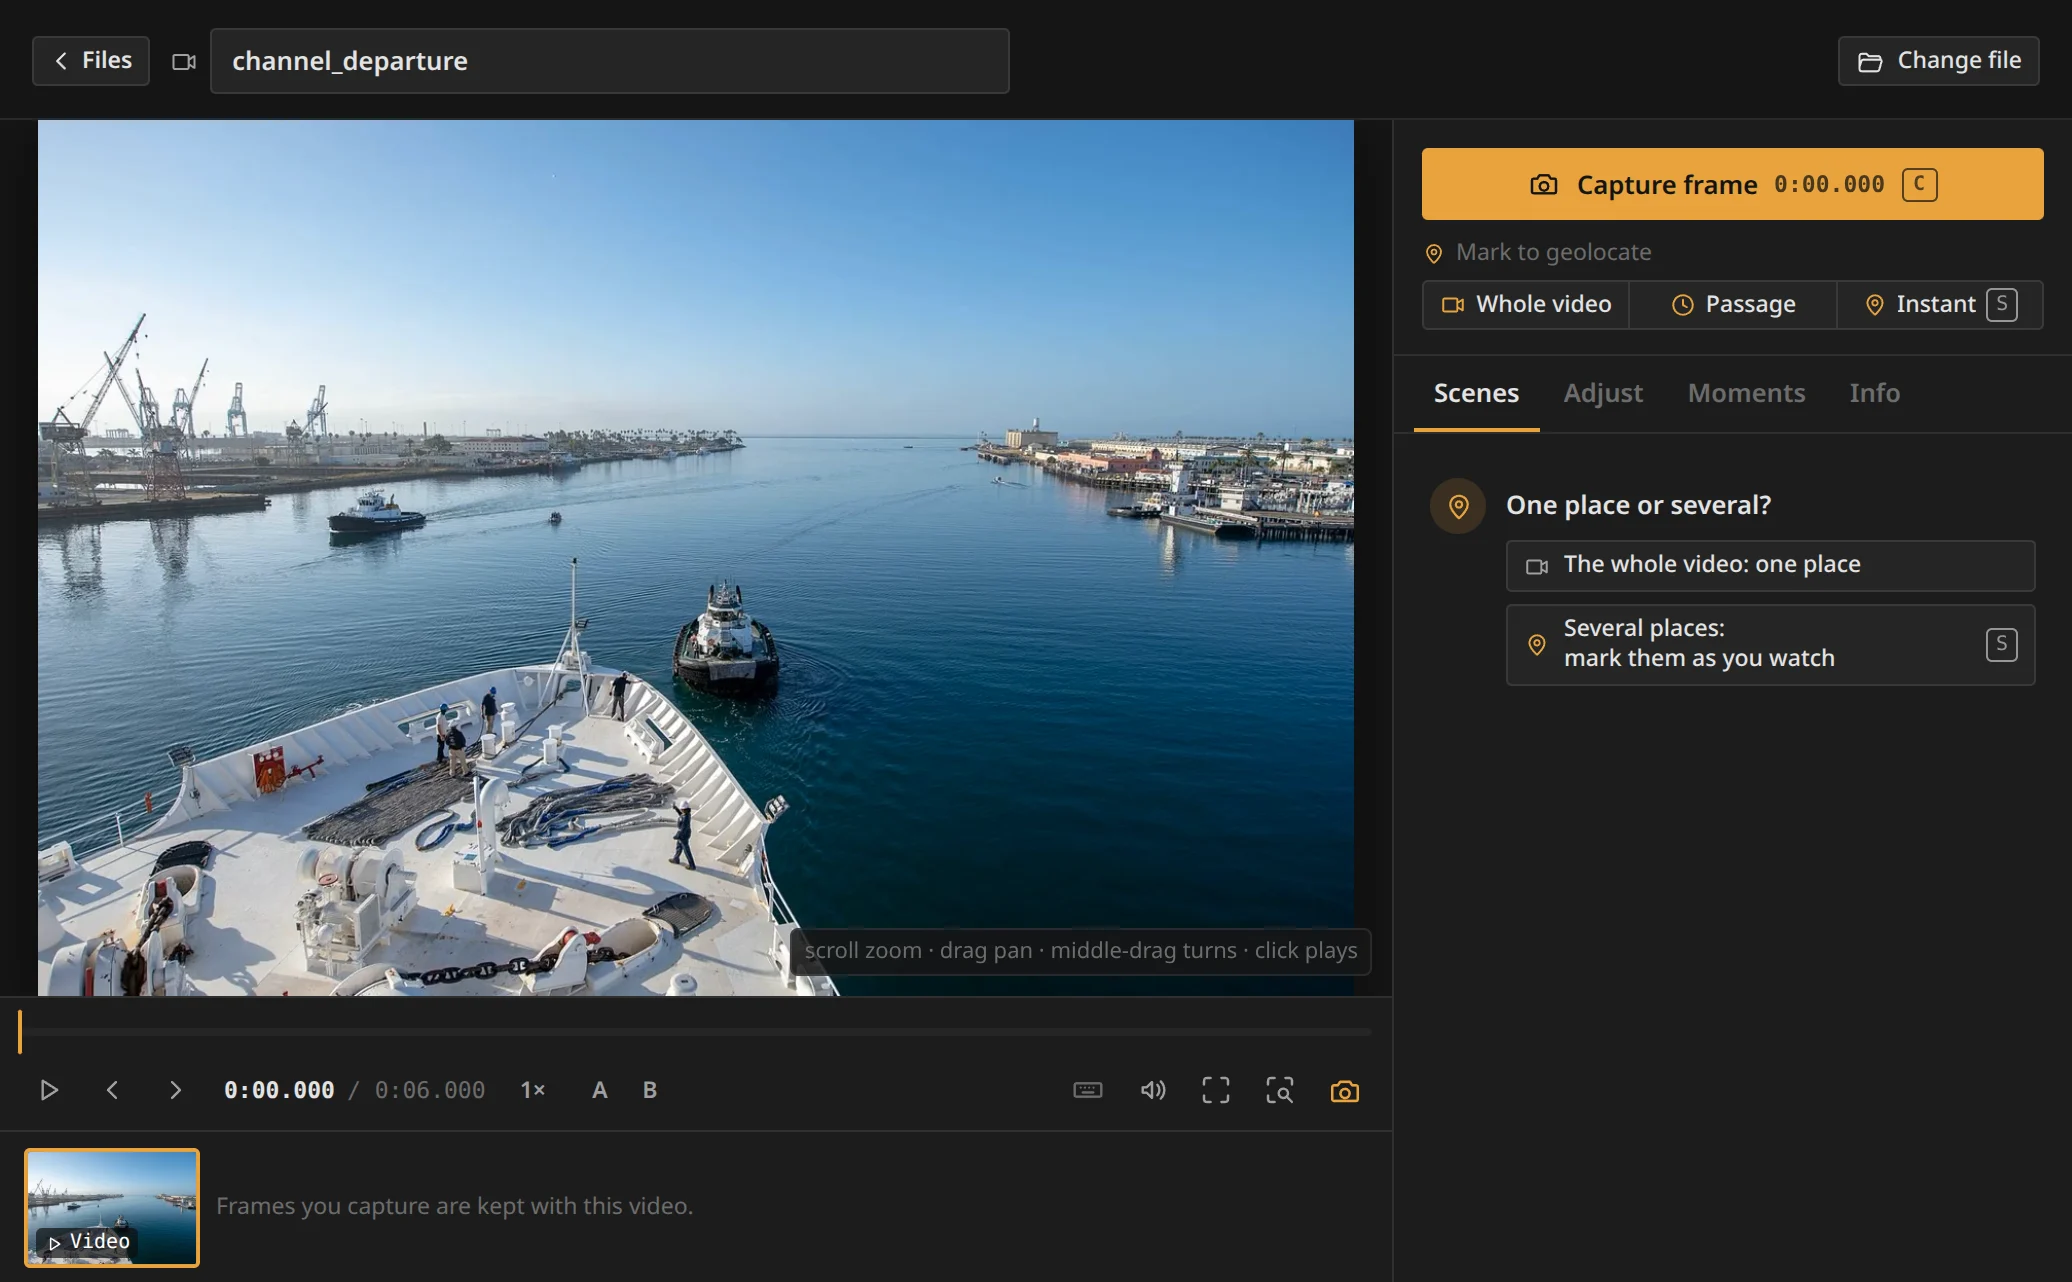 Files
channel_departure
Change file
Capture frame 0:00.000 C
Mark to geolocate
Whole video
Passage
Instant S
Scenes
Adjust
Moments
Info
One place or several?
The whole video: one place
Several places:
mark them as you watch
S
scroll zoom · drag pan · middle-drag turns · click plays
0:00.000 / 0:06.000
1×
A
B
Video
Frames you capture are kept with this video.